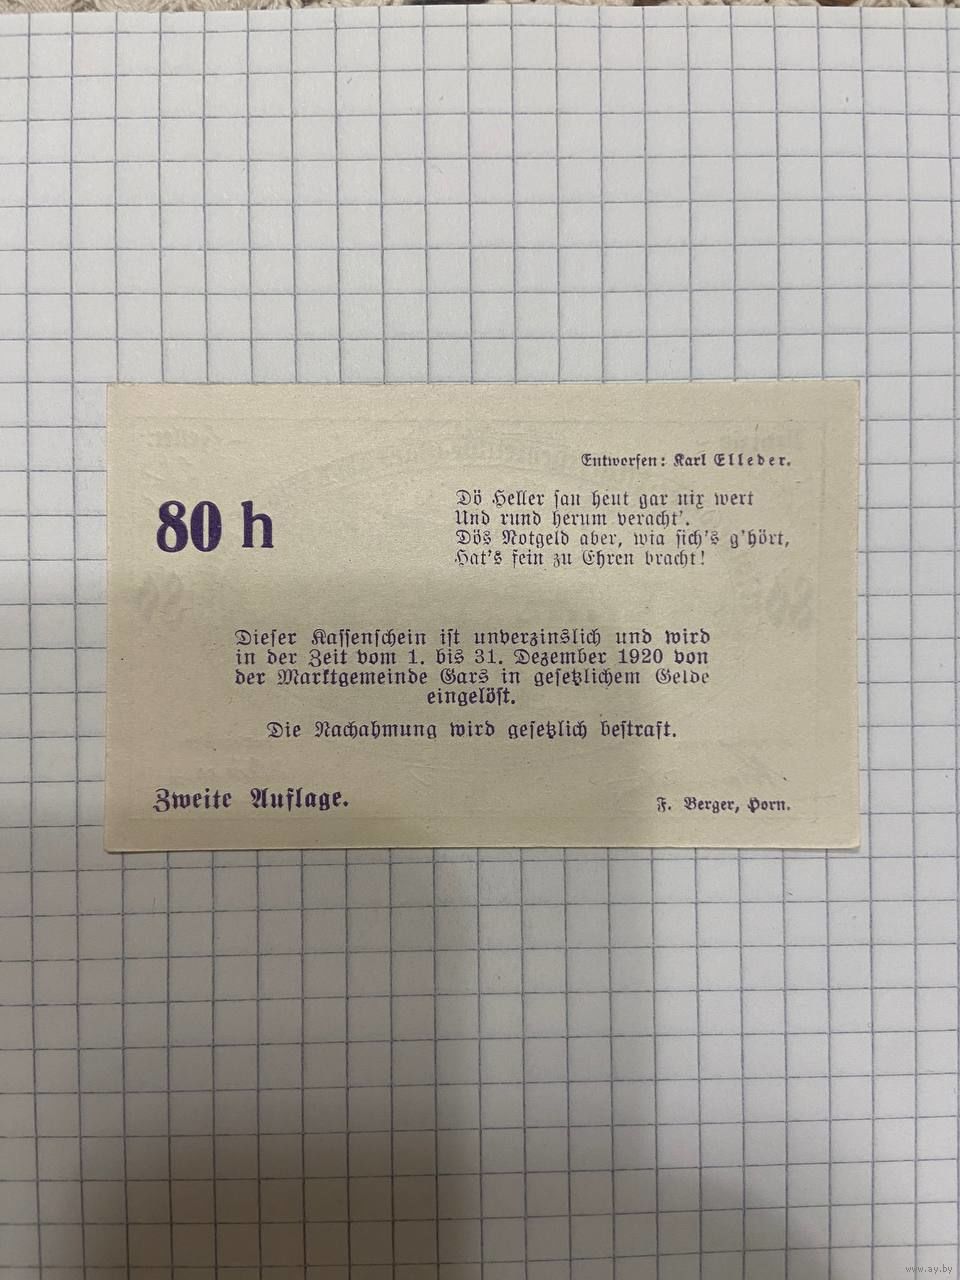 Entworfen: Karl Elleder.
80 h
Dö Heller san heut gar nix wert
Und rund herum veracht'.
Dös Notgeld aber, wia sich's g'hört,
Hat's fein zu Ehren bracht!
Dieser Kassenschein ist unverzinslich und wird
in der Zeit vom 1. bis 31. Dezember 1920 von
der Marktgemeinde Gars in gesetzlichem Gelde
eingelöst.
Die Nachahmung wird gesetzlich bestraft.
Zweite Auflage.
F. Berger, Horn.
www.ay.by